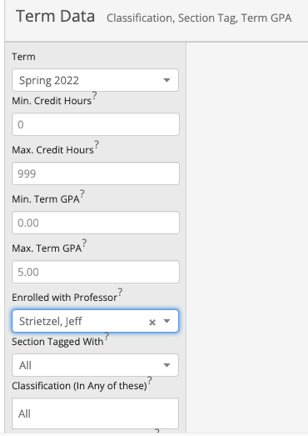 Term Data Classification, Section Tag, Term GPA
Term
Spring 2022
Min. Credit Hours?
0
Max. Credit Hours?
999
Min. Term GPA?
0.00
Max. Term GPA?
5.00
Enrolled with Professor?
Strietzel, Jeff ×
Section Tagged With?
All
Classification (In Any of these)?
All
?